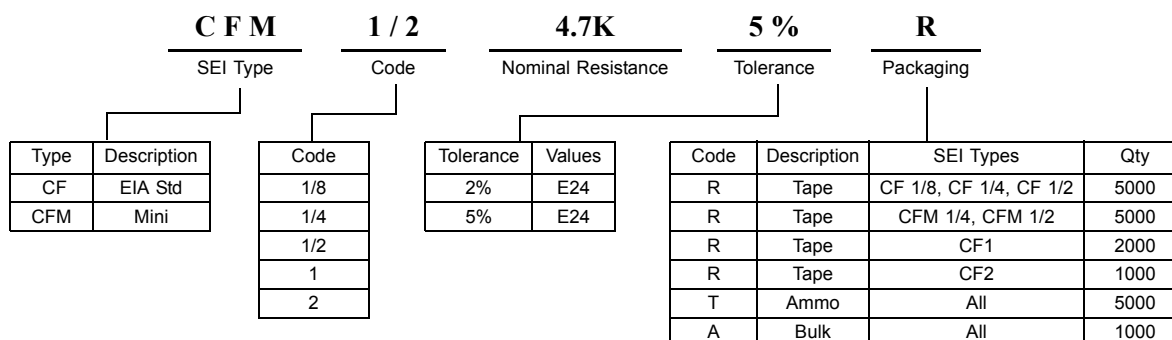 C F M 1 / 2 4.7K 5 % R
SEI Type Code Nominal Resistance Tolerance Packaging
Type Description Code Tolerance Values Code Description SEI Types Qty
CF EIA Std 1/8 2% E24 R Tape CF 1/8, CF 1/4, CF 1/2 5000
CFM Mini 1/4 5% E24 R Tape CFM 1/4, CFM 1/2 5000
1/2 R Tape CF1 2000
1 R Tape CF2 1000
2 T Ammo All 5000
A Bulk All 1000